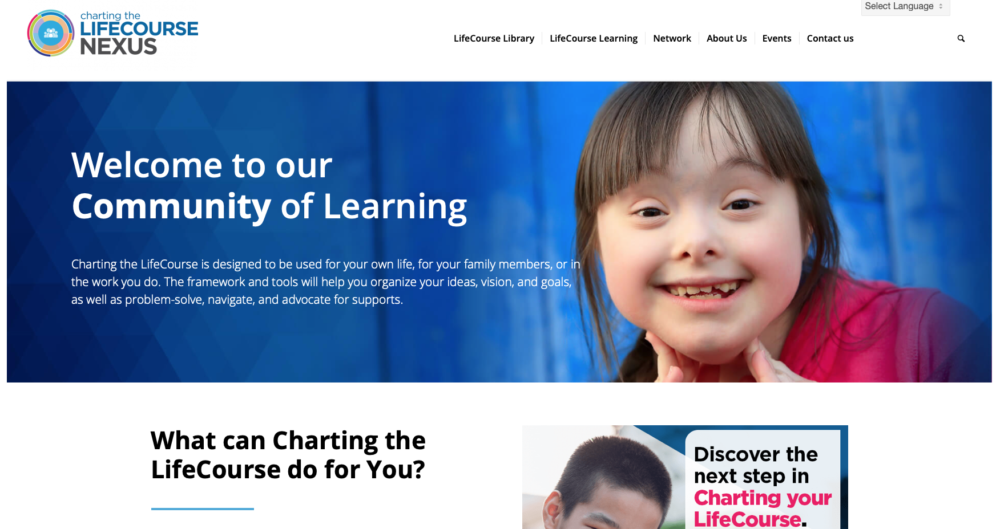 Select Language
charting the
LIFECOURSE
NEXUS
LifeCourse Library
LifeCourse Learning
Network
About Us
Events
Contact us
Welcome to our
Community of Learning
Charting the LifeCourse is designed to be used for your own life, for your family members, or in
the work you do. The framework and tools will help you organize your ideas, vision, and goals,
as well as problem-solve, navigate, and advocate for supports.
What can Charting the
LifeCourse do for You?
Discover the
next step in
Charting your
LifeCourse.